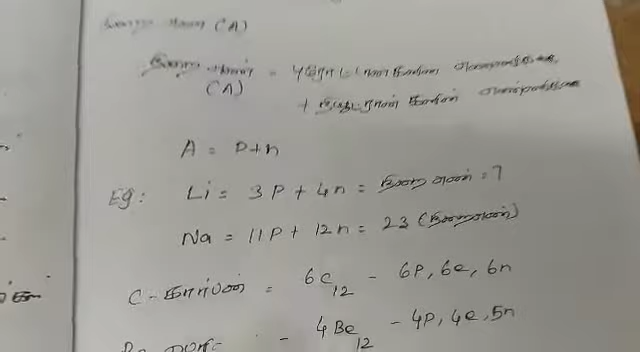 நிறை எண் (A)
நிறை எண் = புரோட்டான்களின் எண்ணிக்கை
(A)
+ நியூட்ரான்களின் எண்ணிக்கை
A = P+n
Eg: Li = 3P + 4n = நிறை எண் = 7
Na = 11P + 12n = 23 (நிறைஎண்)
C - கார்பன் = 6C12 - 6P, 6e, 6n
- 4Be12 - 4P, 4e, 5n